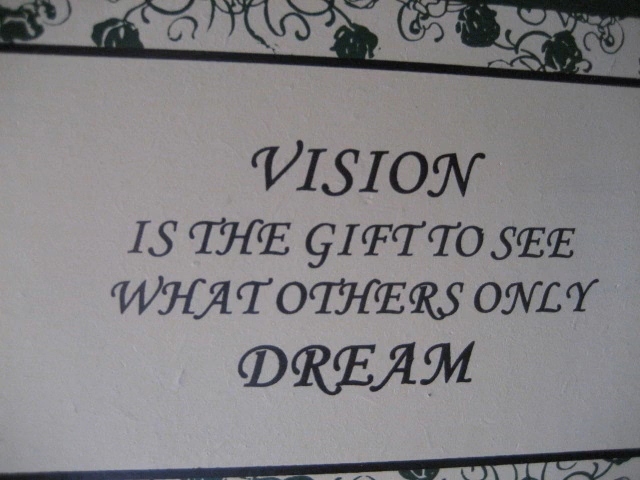 VISION
IS THE GIFT TO SEE
WHAT OTHERS ONLY
DREAM